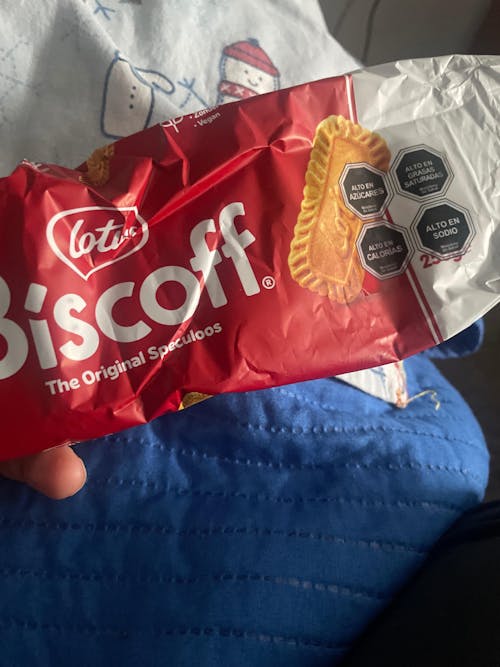 - Vegan
Lotus
Biscoff®
The Original Speculoos
ALTO EN
AZÚCARES
ALTO EN
GRASAS
SATURADAS
ALTO EN
CALORÍAS
ALTO EN
SODIO